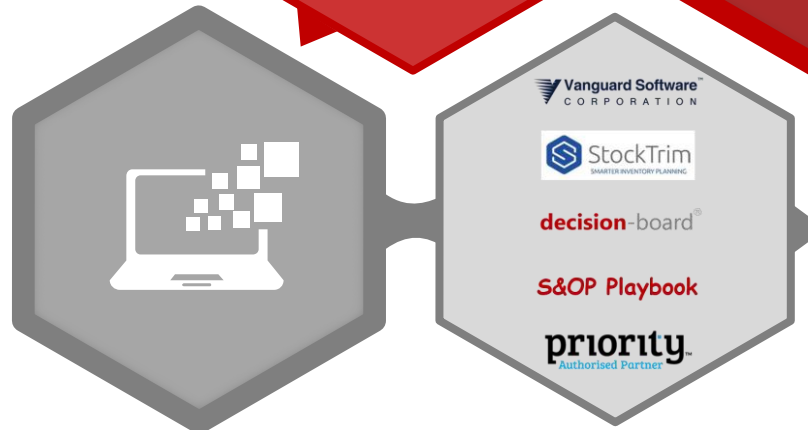 Vanguard Software™
CORPORATION
StockTrim
SMARTER INVENTORY PLANNING
decision-board®
S&OP Playbook
priority™
Authorised Partner